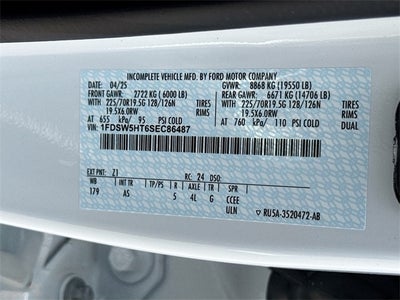 INCOMPLETE VEHICLE MFD. BY FORD MOTOR COMPANY
DATE: 04/25 GVWR: 8868 KG (19550 LB)
FRONT GAWR: 2722 KG (6000 LB) REAR GAWR: 6671 KG (14706 LB)
WITH WITH
225/70R19.5G 128/126N TIRES 225/70R19.5G 128/126N TIRES
19.5X6.0RW RIMS 19.5X6.0RW RIMS
AT 655 kPa/ 95 PSI COLD AT 760 kPa/ 110 PSI COLD
VIN: 1FDSW5HT6SEC86487
EXT PNT: Z1 RC: 24 DSO:
WB INT TR TP/PS R AXLE TR SPR
179 AS 5 4L G CCEE
ULN RU5A-3520472-AB